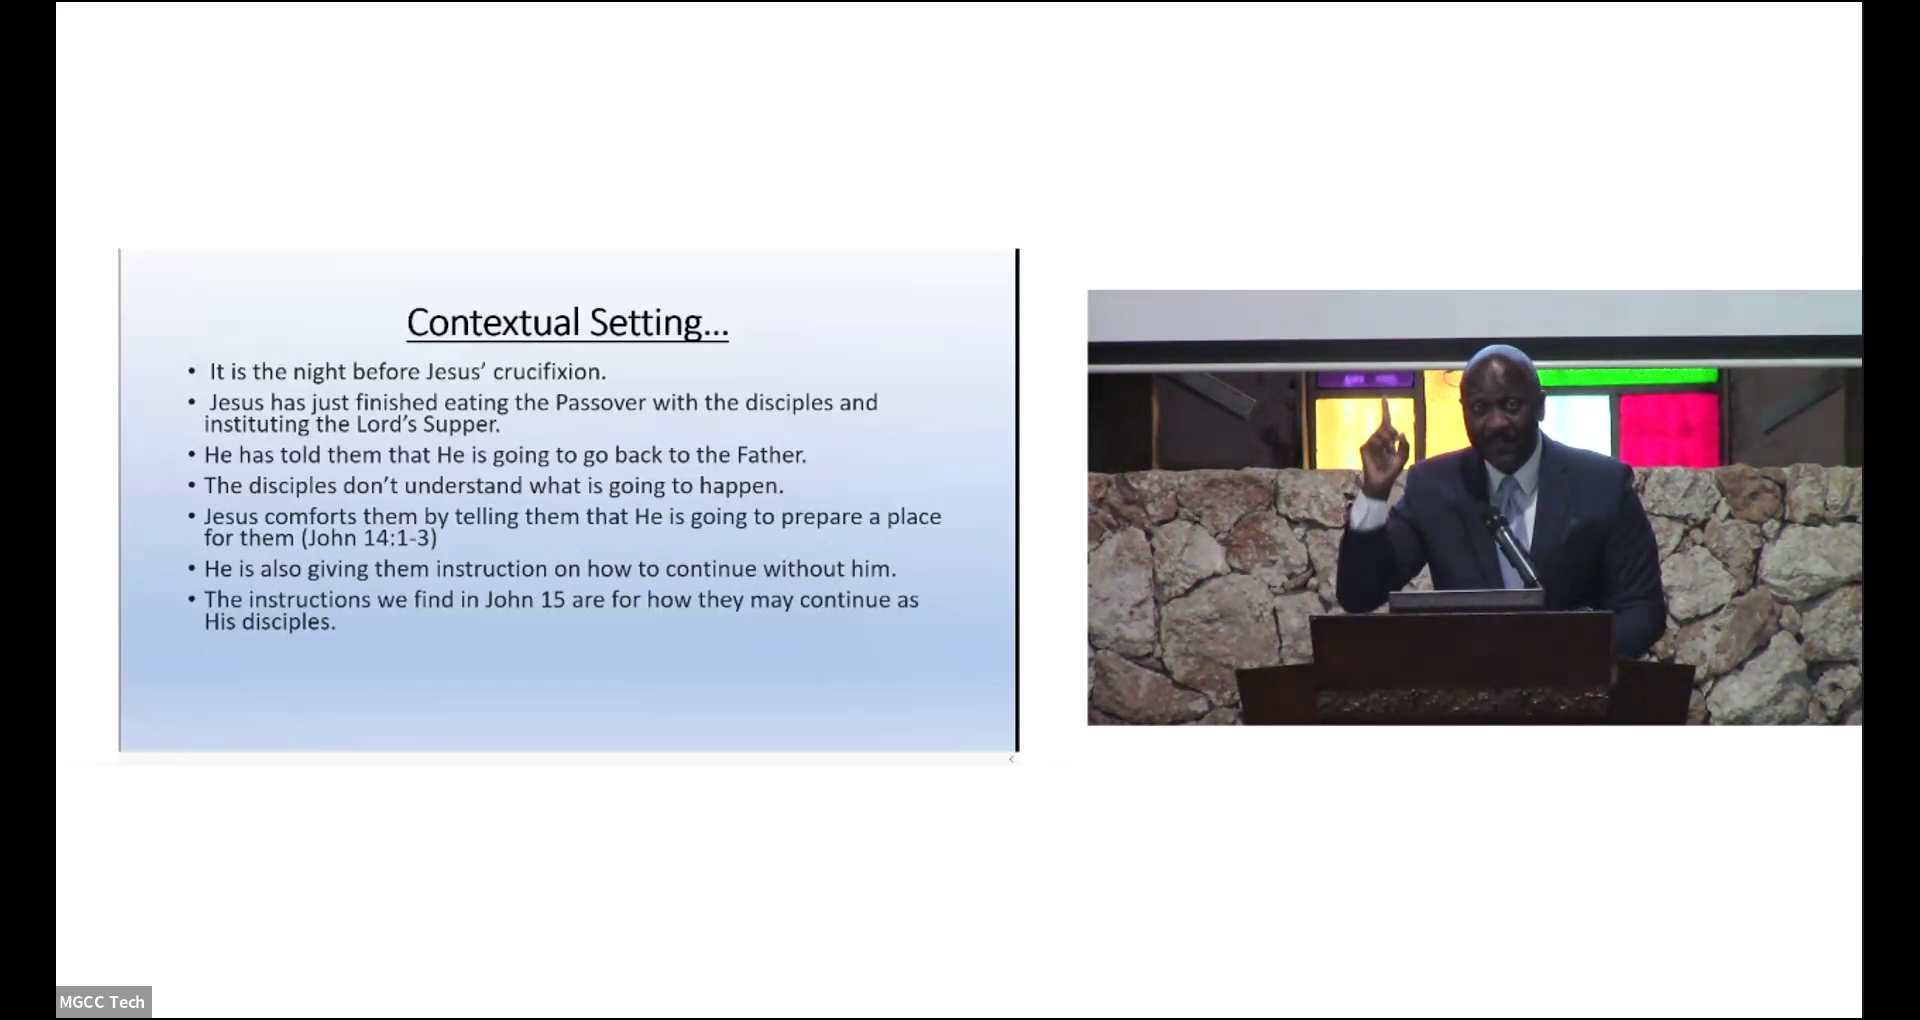 Contextual Setting...
• It is the night before Jesus’ crucifixion.
• Jesus has just finished eating the Passover with the disciples and
instituting the Lord’s Supper.
• He has told them that He is going to go back to the Father.
• The disciples don’t understand what is going to happen.
• Jesus comforts them by telling them that He is going to prepare a place
for them (John 14:1-3)
• He is also giving them instruction on how to continue without him.
• The instructions we find in John 15 are for how they may continue as
His disciples.
MGCC Tech